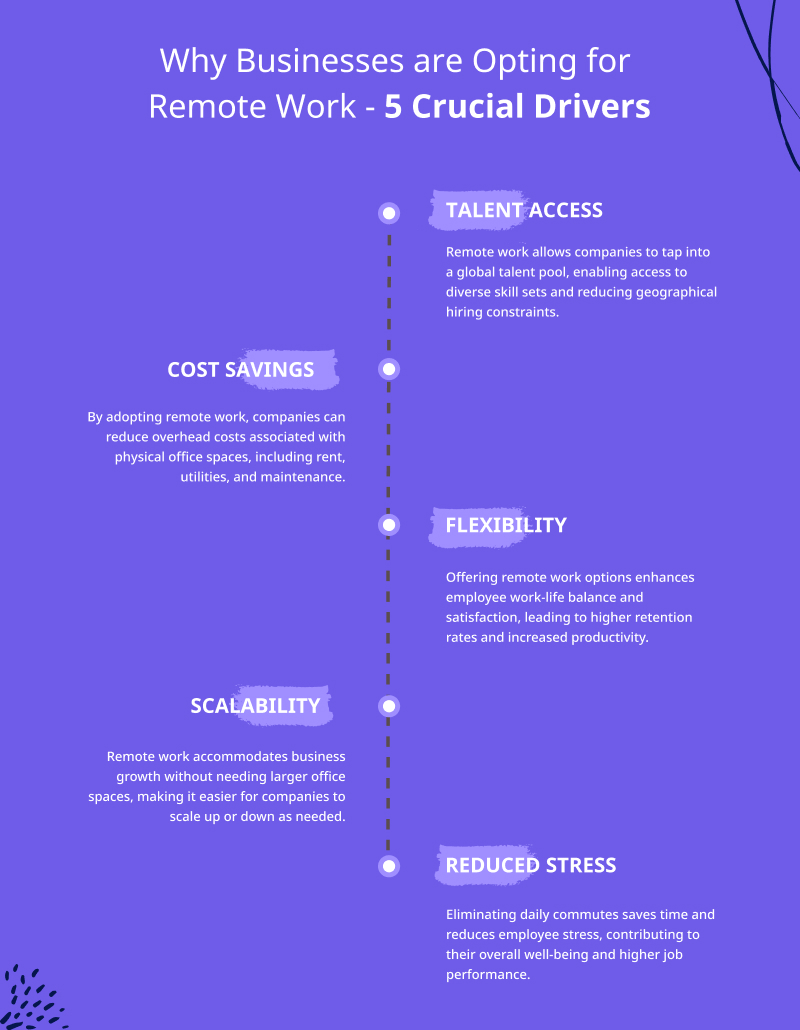 Why Businesses are Opting for
Remote Work - 5 Crucial Drivers
TALENT ACCESS
Remote work allows companies to tap into
a global talent pool, enabling access to
diverse skill sets and reducing geographical
hiring constraints.
COST SAVINGS
By adopting remote work, companies can
reduce overhead costs associated with
physical office spaces, including rent,
utilities, and maintenance.
FLEXIBILITY
Offering remote work options enhances
employee work-life balance and
satisfaction, leading to higher retention
rates and increased productivity.
SCALABILITY
Remote work accommodates business
growth without needing larger office
spaces, making it easier for companies to
scale up or down as needed.
REDUCED STRESS
Eliminating daily commutes saves time and
reduces employee stress, contributing to
their overall well-being and higher job
performance.